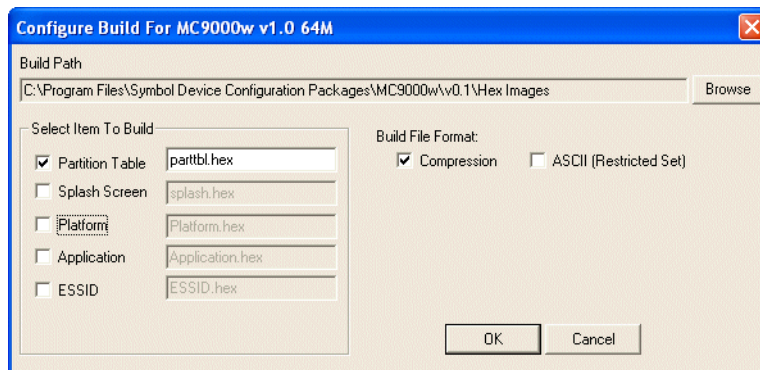 Configure Build For MC9000w v1.0 64M
Build Path
C:\Program Files\Symbol Device Configuration Packages\MC9000w\v0.1\Hex Images
Browse
Select Item To Build
Partition Table parttbl.hex
Splash Screen splash.hex
Platform Platform.hex
Application Application.hex
ESSID ESSID.hex
Build File Format:
Compression ASCII (Restricted Set)
OK Cancel